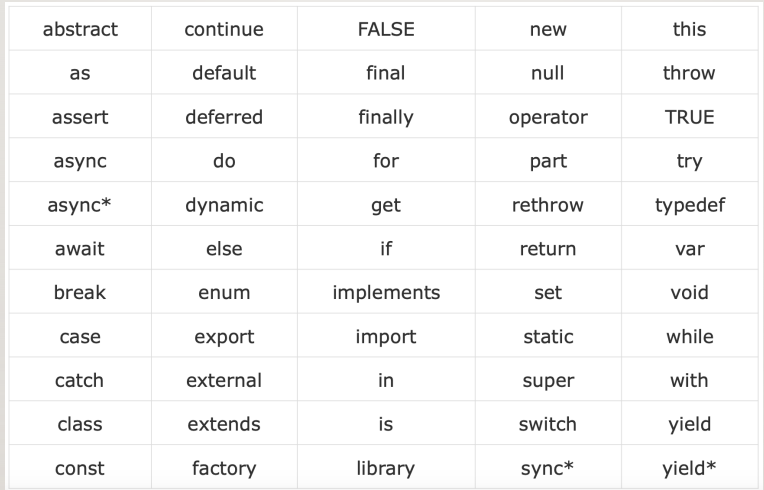 abstract continue FALSE new this
as default final null throw
assert deferred finally operator TRUE
async do for part try
async* dynamic get rethrow typedef
await else if return var
break enum implements set void
case export import static while
catch external in super with
class extends is switch yield
const factory library sync* yield*